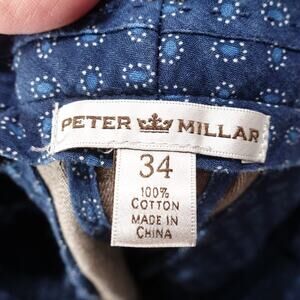 PETER MILLAR
34
100%
COTTON
MADE IN
CHINA